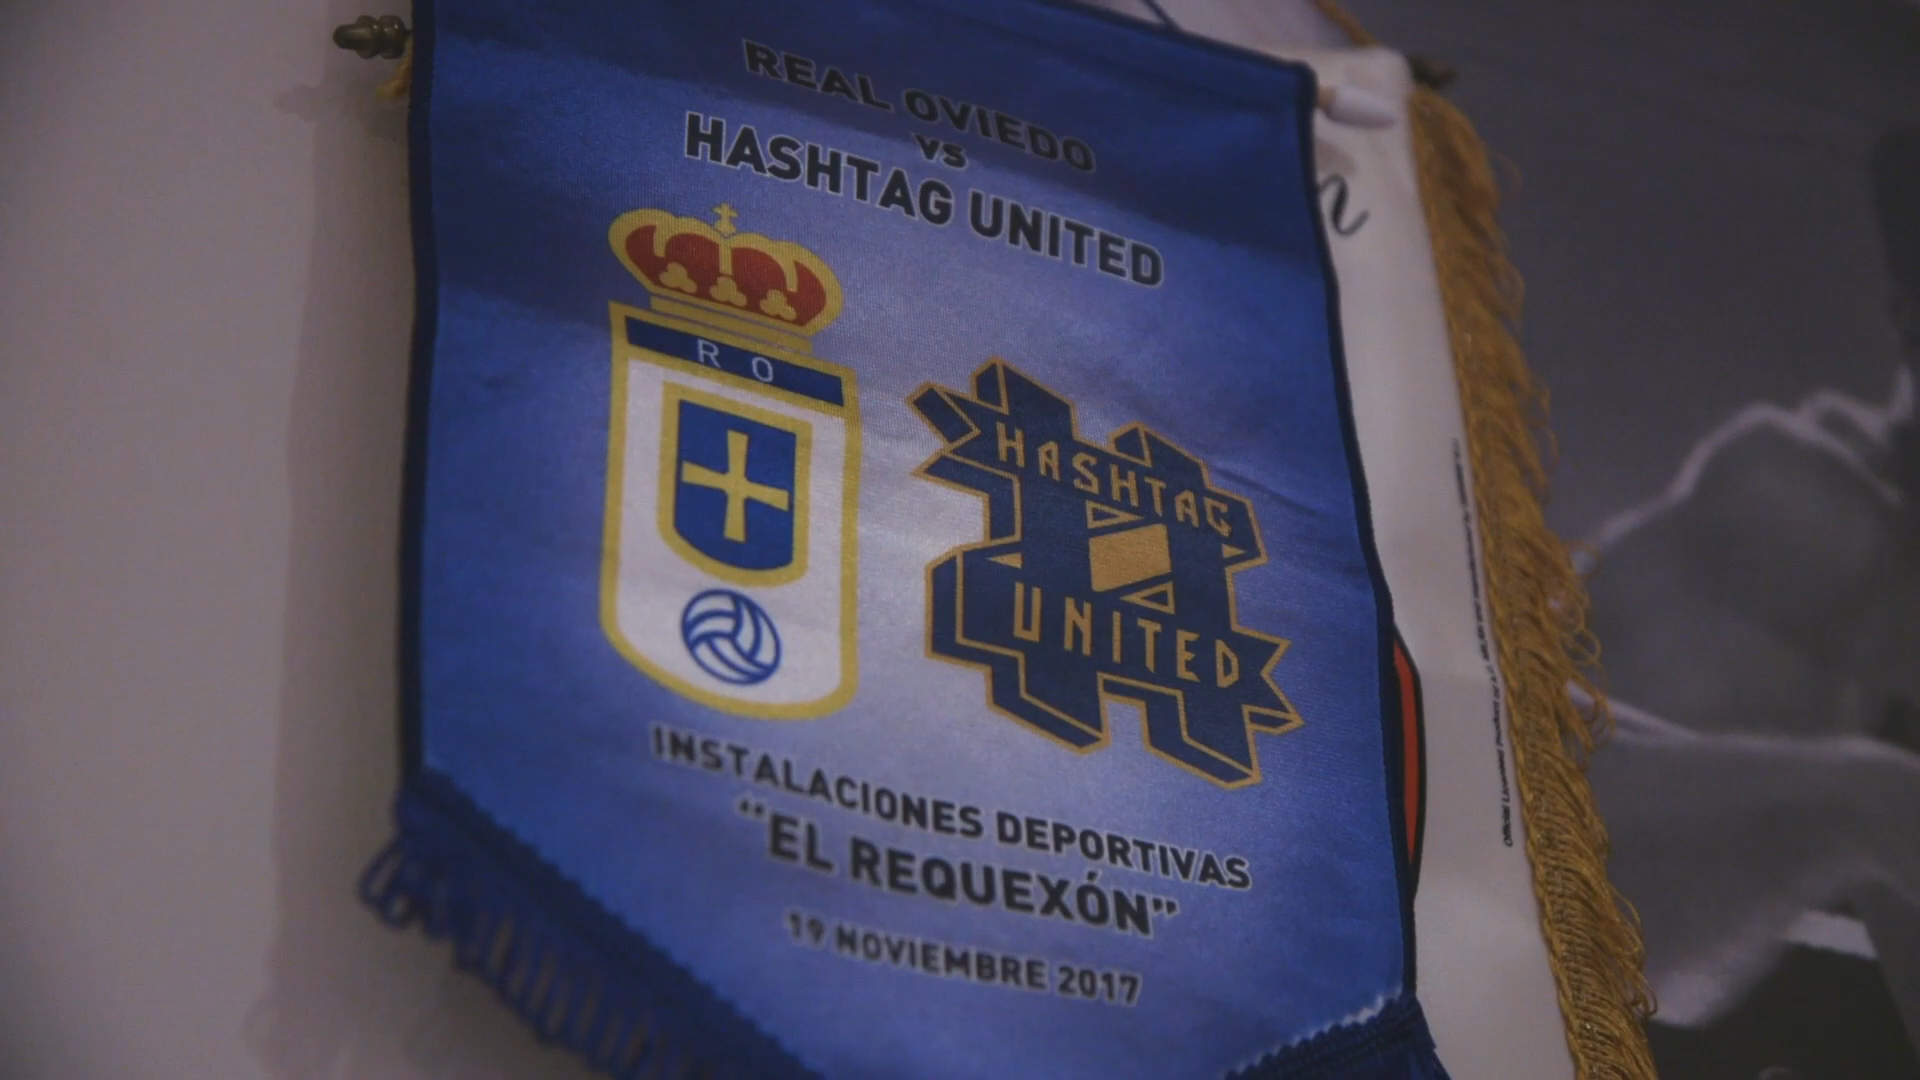 REAL OVIEDO
VS
HASHTAG UNITED
R O
HASHTAG
UNITED
INSTALACIONES DEPORTIVAS
“EL REQUEXÓN”
19 NOVIEMBRE 2017